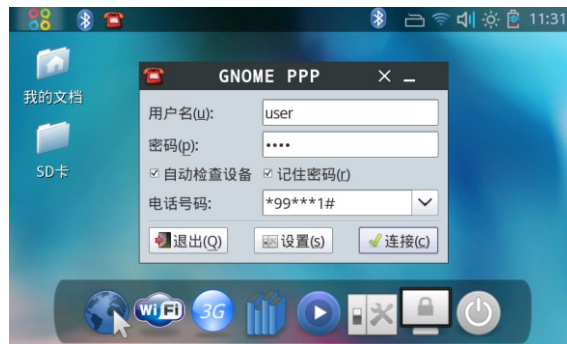 11:31
GNOME PPP
我的文档
用户名(u):
user
密码(p):
••••
自动检查设备
记住密码(r)
SD卡
电话号码:
*99***1#
退出(Q)
设置(s)
连接(c)
WiFi
3G